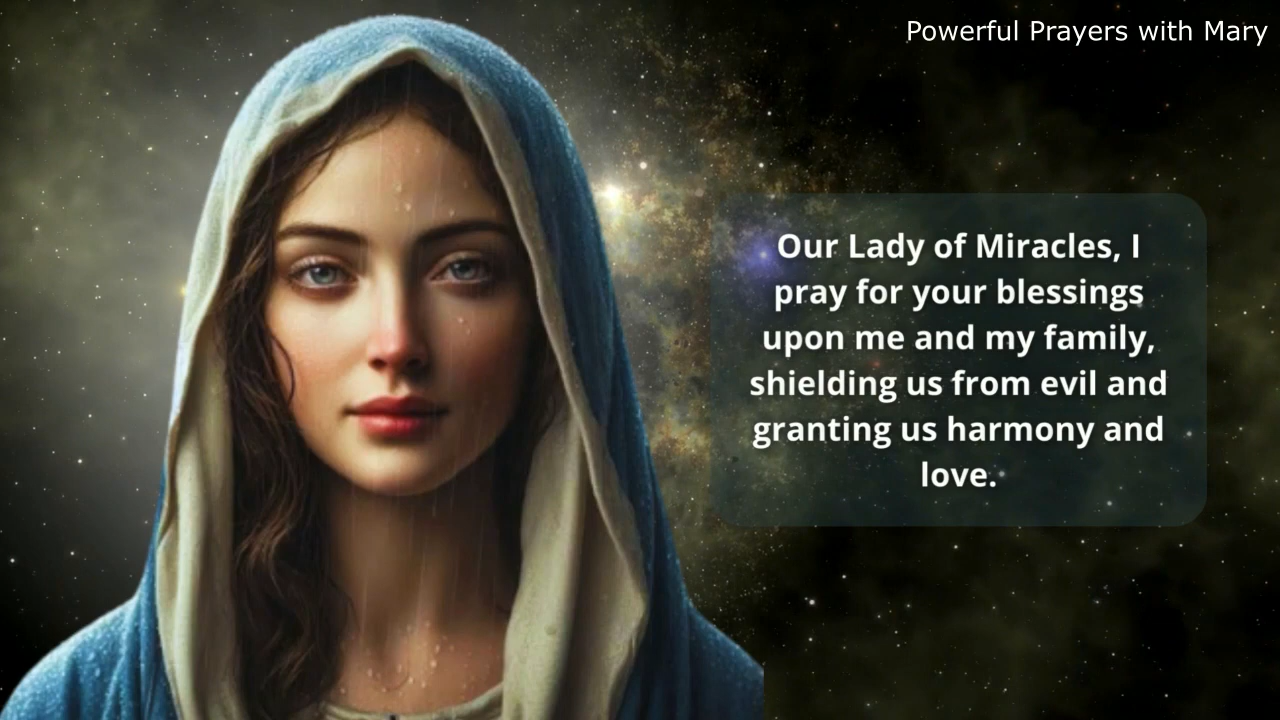 Powerful Prayers with Mary
Our Lady of Miracles, I
pray for your blessings
upon me and my family,
shielding us from evil and
granting us harmony and
love.